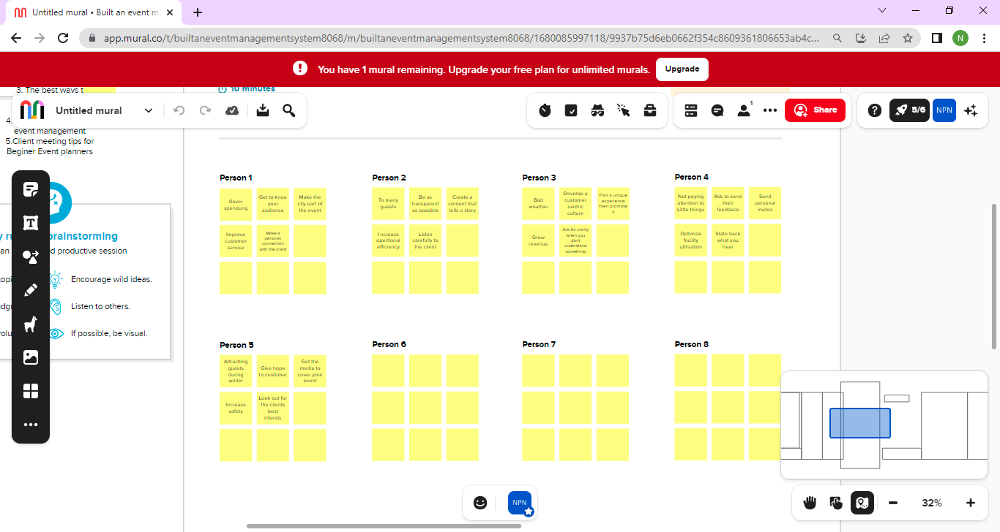 Untitled mural • Built an event m
app.mural.co/t/builtaneventmanagementsystem8068/m/builtaneventmanagementsystem8068/1680085997118/9937b75d6eb0662f354c8609361806653ab4c...
N
You have 1 mural remaining. Upgrade your free plan for unlimited murals.
Upgrade
3. The best ways t
10 minutes
Untitled mural
1
Share
5/6
NPN
4.
event management
5.Client meeting tips for
Beginer Event planners
T
brainstorming
d productive session
Encourage wild ideas.
Listen to others.
If possible, be visual.
Person 1
Oover
spendung
Get to knoe
your
audience
Make the
city part of
the event
Improve
customer
service
Make a
personal
connection
with the client
Person 2
To many
guests
Be as
transparent
as possible
Create a
content that
tells a story
I ncrease
opertional
efficiency
Listen
carefully to
the client
Person 3
Bad
weather
Devolop a
customer
centric
culture
Plan a unique
experience
then promote
it
Grow
revenue
Ask for clarity
when you
dont
understend
something
Person 4
Not paying
attention to
Little things
Ask to send
their
feedback
Send
personal
invites
Optimize
facility
utilization
State back
what you
hear
Person 5
Attractling
guests
during
winter
Give hope
to customer
Get the
media to
cover your
event
Increase
safety
Look out for
the clients
best
intersts
Person 6
Person 7
Person 8
NPN
32%